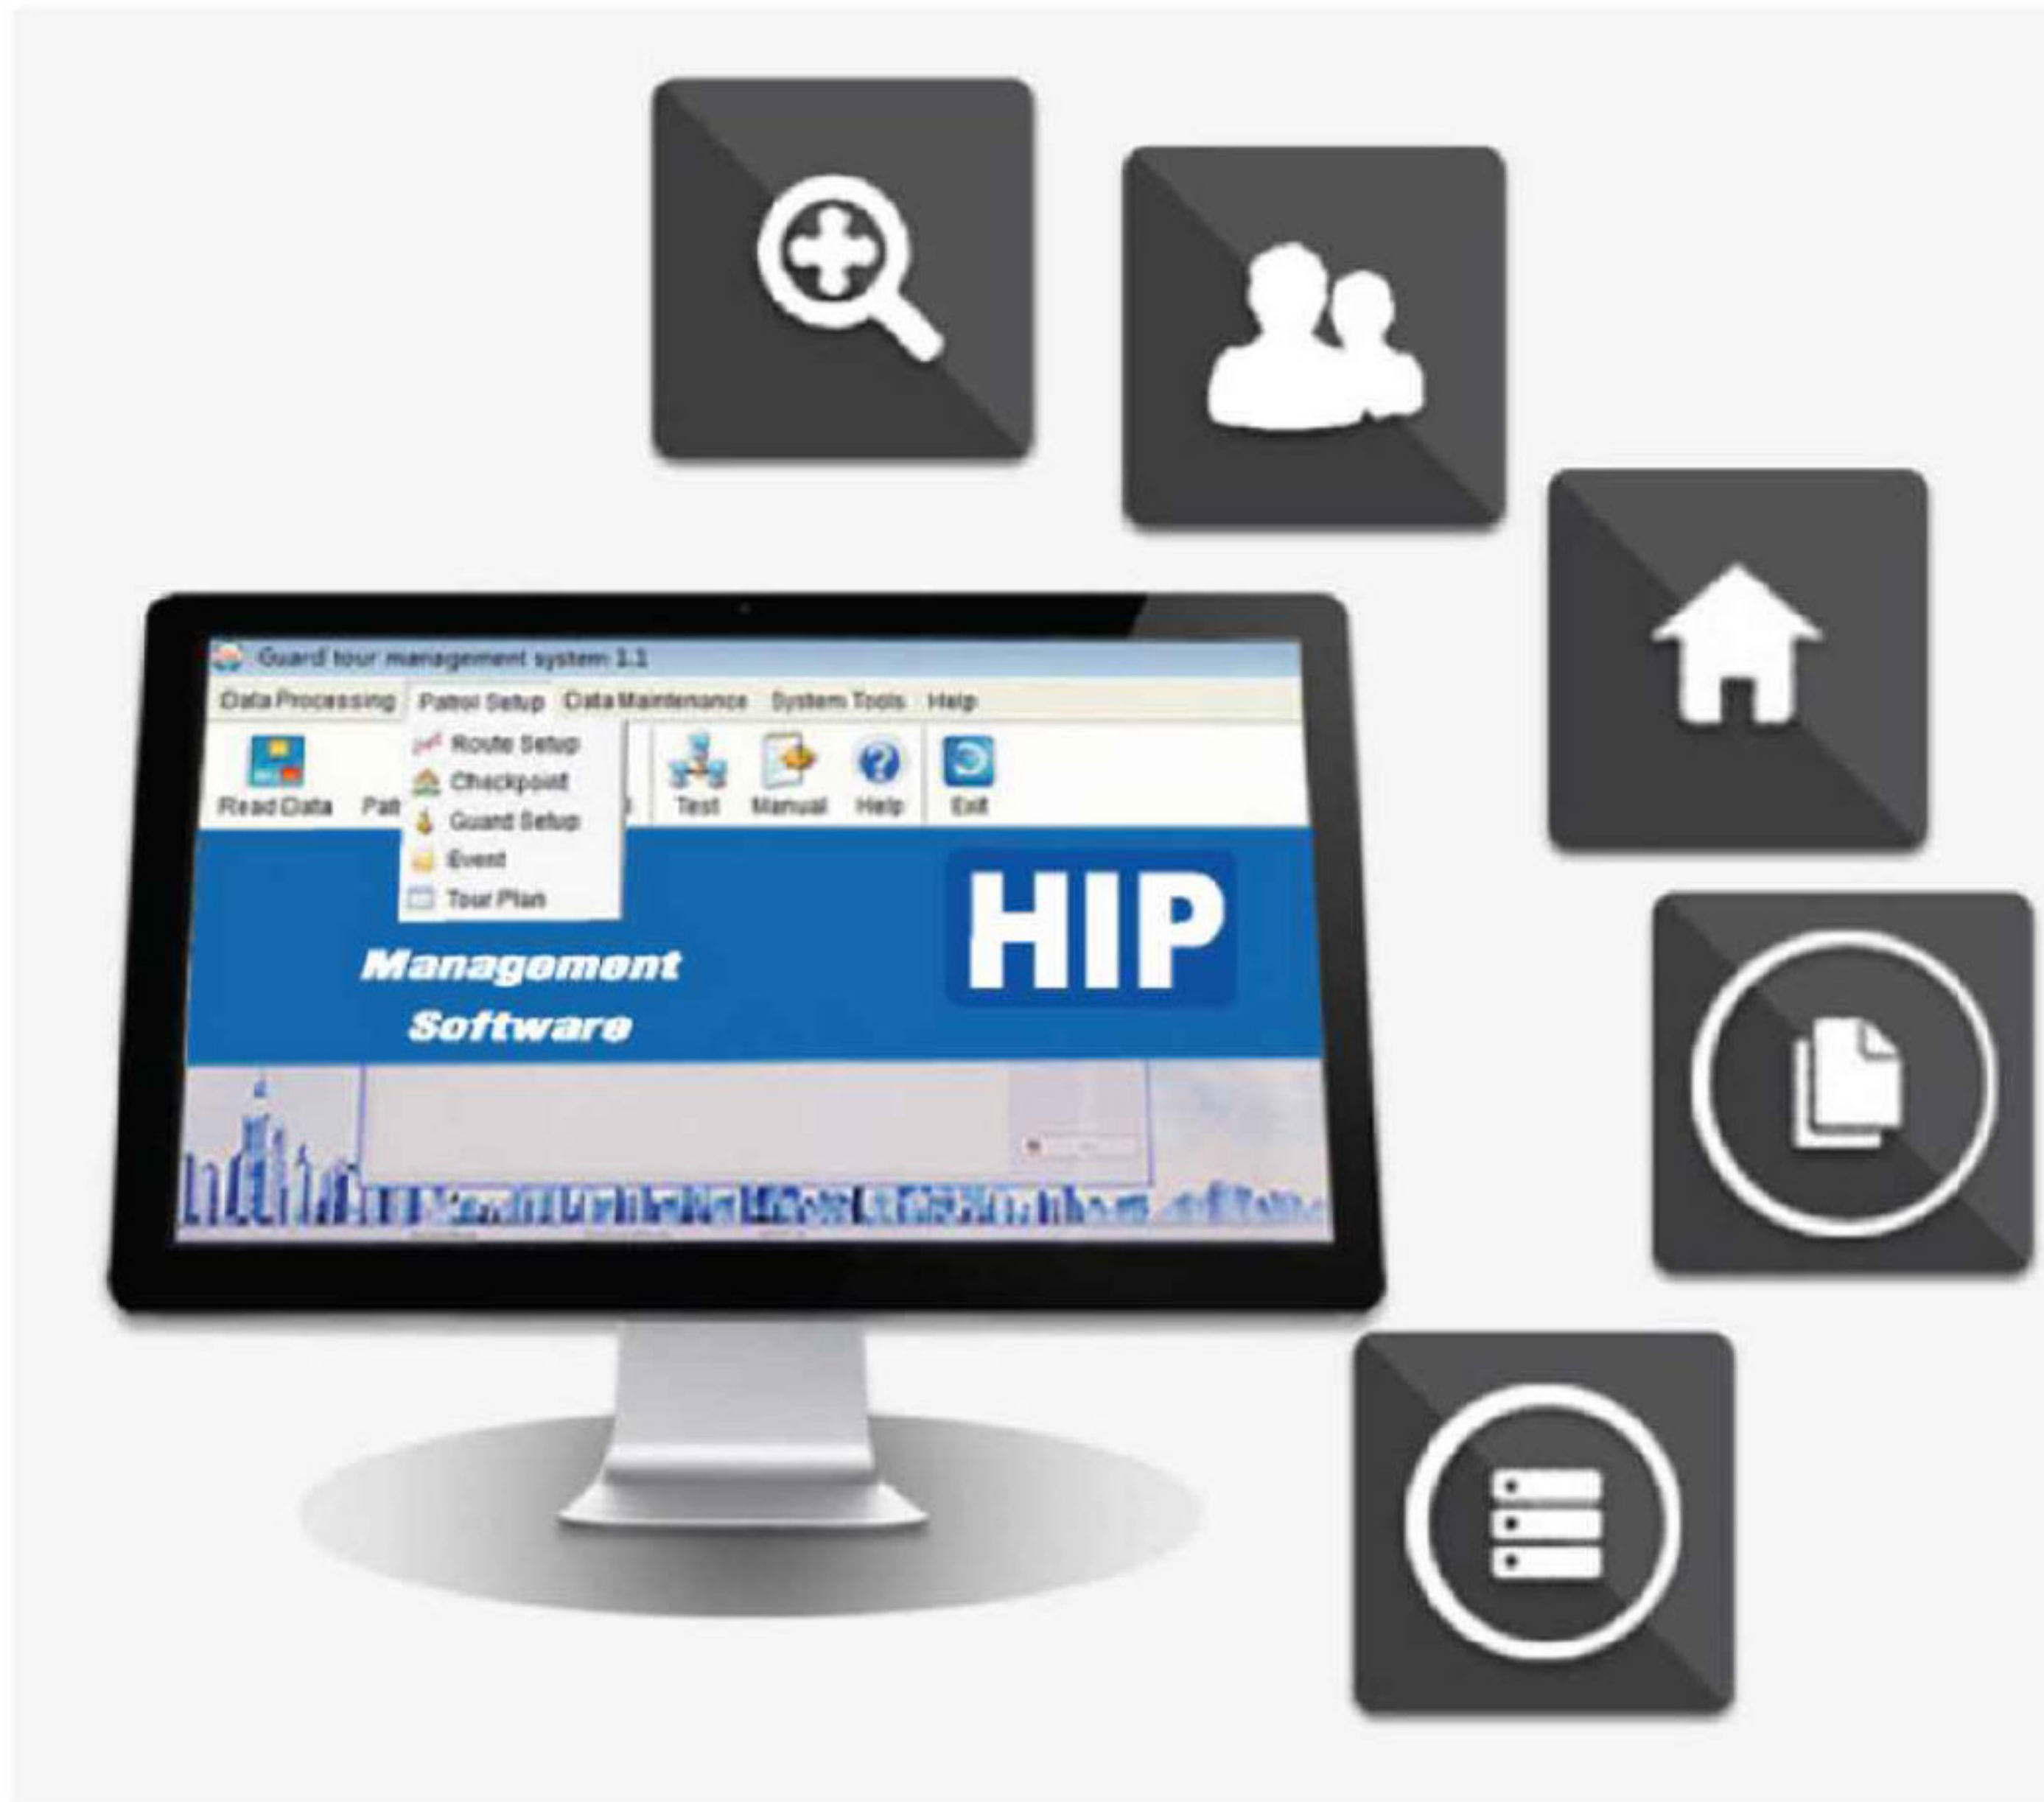 Guard tour management system 1.1
Data Processing Patrol Setup Data Maintenance System Tools Help
Route Setup
Checkpoint
Guard Setup
Event
Tour Plan
Read Data Pat Test Manual Help Exit
HIP
Management
Software